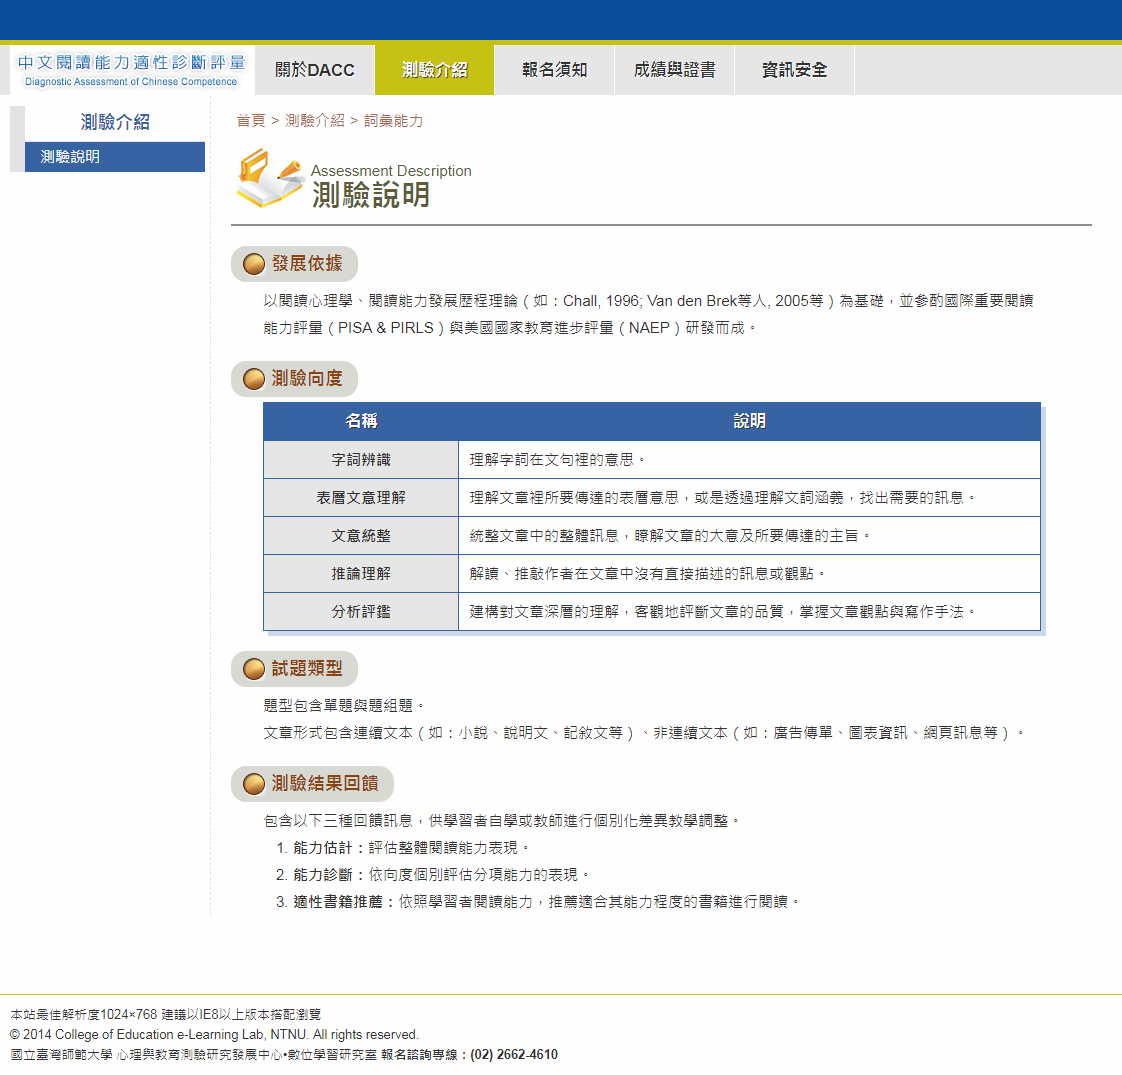 中文閱讀能力適性診斷評量
Diagnostic Assessment of Chinese Competence
關於DACC
測驗介紹
報名須知
成績與證書
資訊安全
測驗介紹
測驗說明
首頁 > 測驗介紹 > 詞彙能力
Assessment Description
測驗說明
發展依據
以閱讀心理學、閱讀能力發展歷程理論（如：Chall, 1996; Van den Brek等人, 2005等）為基礎，並參酌國際重要閱讀
能力評量（PISA & PIRLS）與美國國家教育進步評量（NAEP）研發而成。
測驗向度
名稱 說明
字詞辨識 理解字詞在文句裡的意思。
表層文意理解 理解文章裡所要傳達的表層意思，或是透過理解文詞涵義，找出需要的訊息。
文意統整 統整文章中的整體訊息，瞭解文章的大意及所要傳達的主旨。
推論理解 解讀、推敲作者在文章中沒有直接描述的訊息或觀點。
分析評鑑 建構對文章深層的理解，客觀地評斷文章的品質，掌握文章觀點與寫作手法。
試題類型
題型包含單題與題組題。
文章形式包含連續文本（如：小說、說明文、記敘文等）、非連續文本（如：廣告傳單、圖表資訊、網頁訊息等）。
測驗結果回饋
包含以下三種回饋訊息，供學習者自學或教師進行個別化差異教學調整。
1. 能力估計：評估整體閱讀能力表現。
2. 能力診斷：依向度個別評估分項能力的表現。
3. 適性書籍推薦：依照學習者閱讀能力，推薦適合其能力程度的書籍進行閱讀。
本站最佳解析度1024×768 建議以IE8以上版本搭配瀏覽
© 2014 College of Education e-Learning Lab, NTNU. All rights reserved.
國立臺灣師範大學 心理與教育測驗研究發展中心•數位學習研究室 報名諮詢專線：(02) 2662-4610